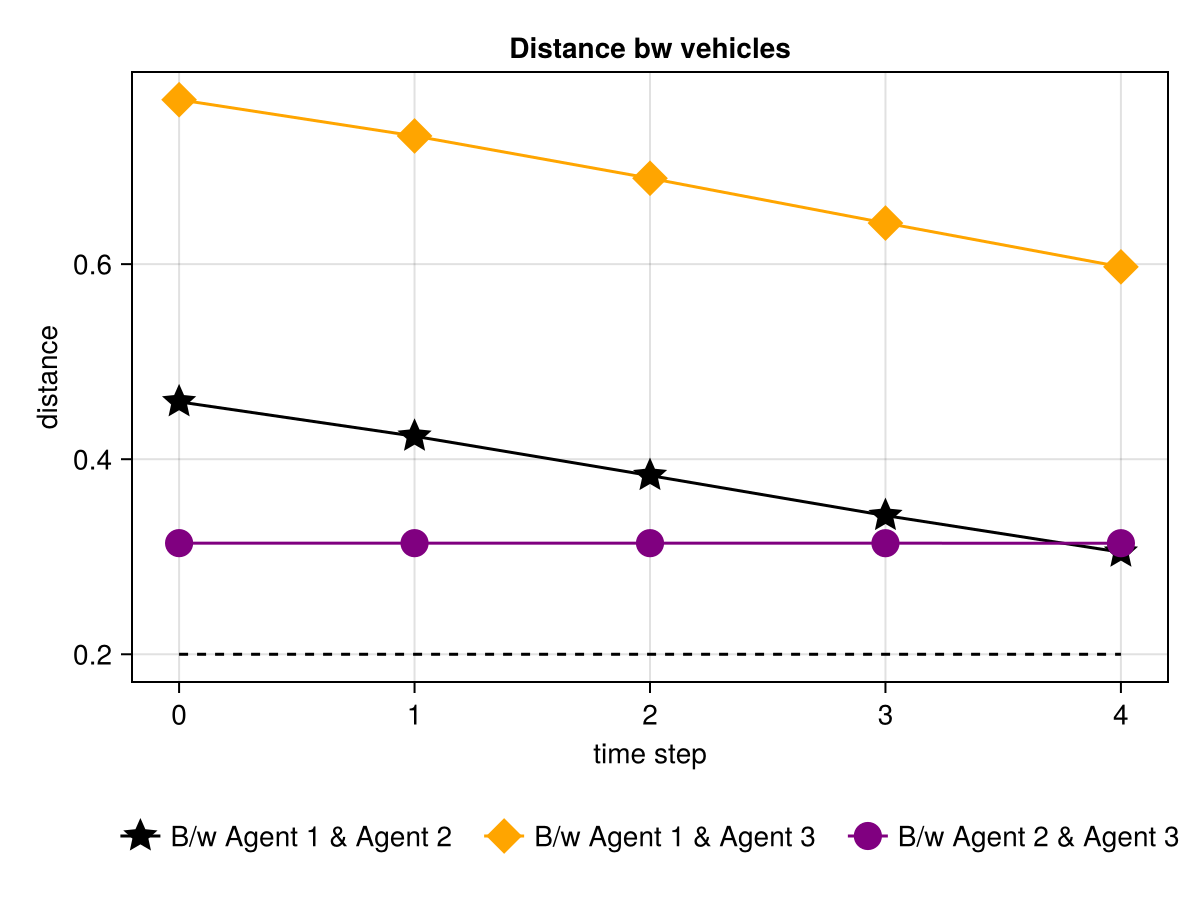 Distance bw vehicles
distance
0.6
0.4
0.2
0 1 2 3 4
time step
B/w Agent 1 & Agent 2 B/w Agent 1 & Agent 3 B/w Agent 2 & Agent 3